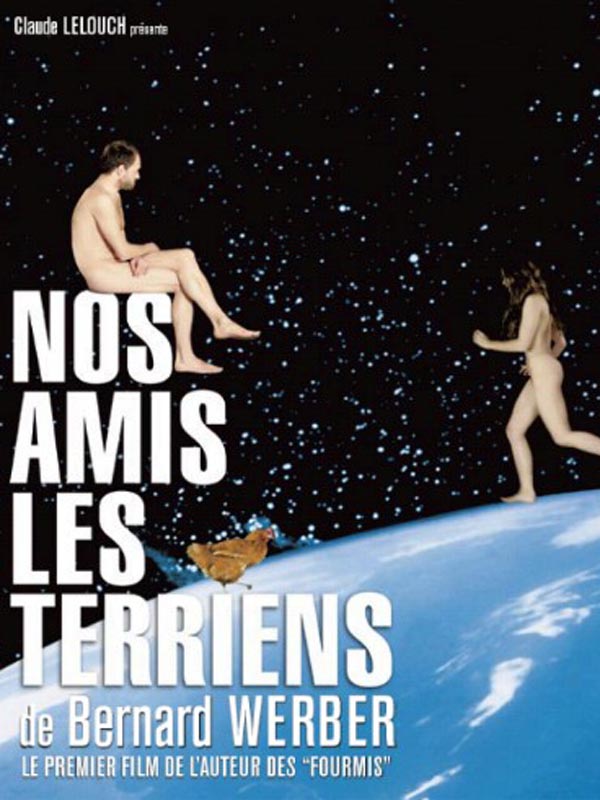 Claude LELOUCH présente
NOS
AMIS
LES
TERRIENS
de Bernard WERBER
LE PREMIER FILM DE L'AUTEUR DES "FOURMIS"